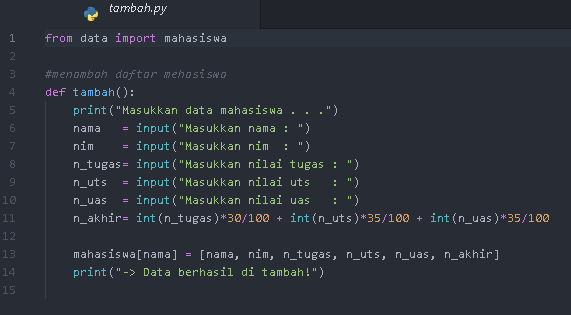 tambah.py
1 from data import mahasiswa
2
3 #menambah daftar mehasiswa
4 def tambah():
5     print("Masukkan data mahasiswa . . .")
6     nama   = input("Masukkan nama : ")
7     nim    = input("Masukkan nim  : ")
8     n_tugas= input("Masukkan nilai tugas : ")
9     n_uts  = input("Masukkan nilai uts   : ")
10     n_uas  = input("Masukkan nilai uas   : ")
11     n_akhir= int(n_tugas)*30/100 + int(n_uts)*35/100 + int(n_uas)*35/100
12
13     mahasiswa[nama] = [nama, nim, n_tugas, n_uts, n_uas, n_akhir]
14     print("-> Data berhasil di tambah!")
15